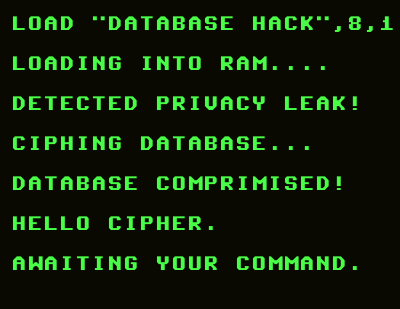 LOAD "DATABASE HACK",8,1
LOADING INTO RAM....
DETECTED PRIVACY LEAK!
CIPHING DATABASE...
DATABASE COMPRIMISED!
HELLO CIPHER.
AWAITING YOUR COMMAND.